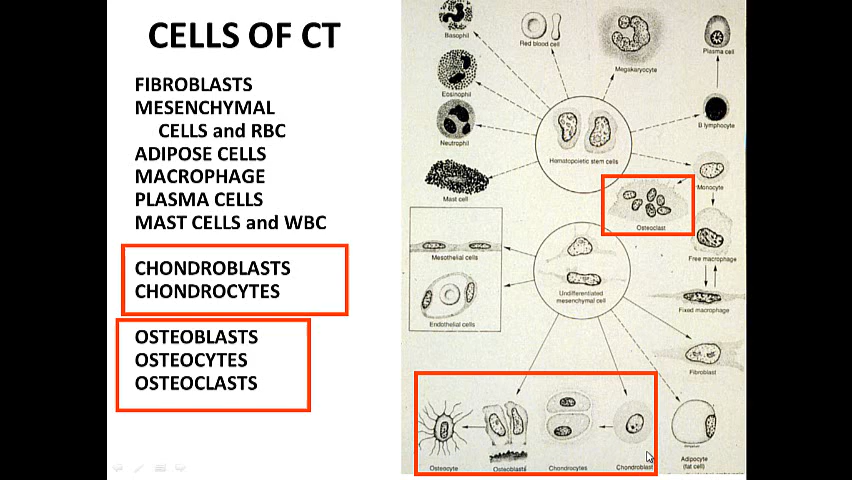 CELLS OF CT
FIBROBLASTS
MESENCHYMAL
CELLS and RBC
ADIPOSE CELLS
MACROPHAGE
PLASMA CELLS
MAST CELLS and WBC
CHONDROBLASTS
CHONDROCYTES
OSTEOBLASTS
OSTEOCYTES
OSTEOCLASTS
Basophil
Red blood cell
Megakaryocyte
Plasma cell
Eosinophil
B lymphocyte
Neutrophil
Hematopoietic stem cells
Monocyte
Mast cell
Osteoclast
Free macrophage
Mesothelial cells
Undifferentiated
mesenchymal cell
Fixed macrophage
Endothelial cells
Fibroblast
Osteocyte
Osteoblasts
Chondrocytes
Chondroblast
Adipocyte
(fat cell)